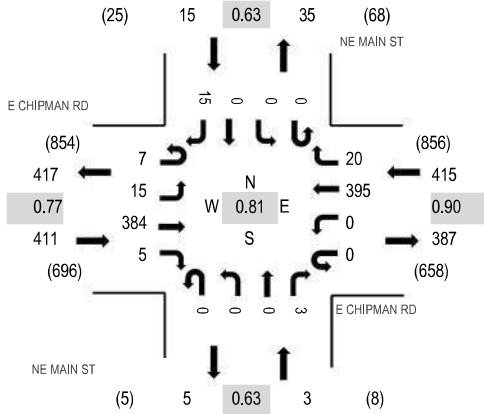 (25) 15 0.63 35 (68)
NE MAIN ST
15 0 0 0
E CHIPMAN RD
(854) (856)
7 20
417 415
15 N 395
0.77 W 0.81 E 0.90
384 0
411 S 387
5 0
(696) (658)
0 0 0 3
E CHIPMAN RD
NE MAIN ST
(5) 5 0.63 3 (8)